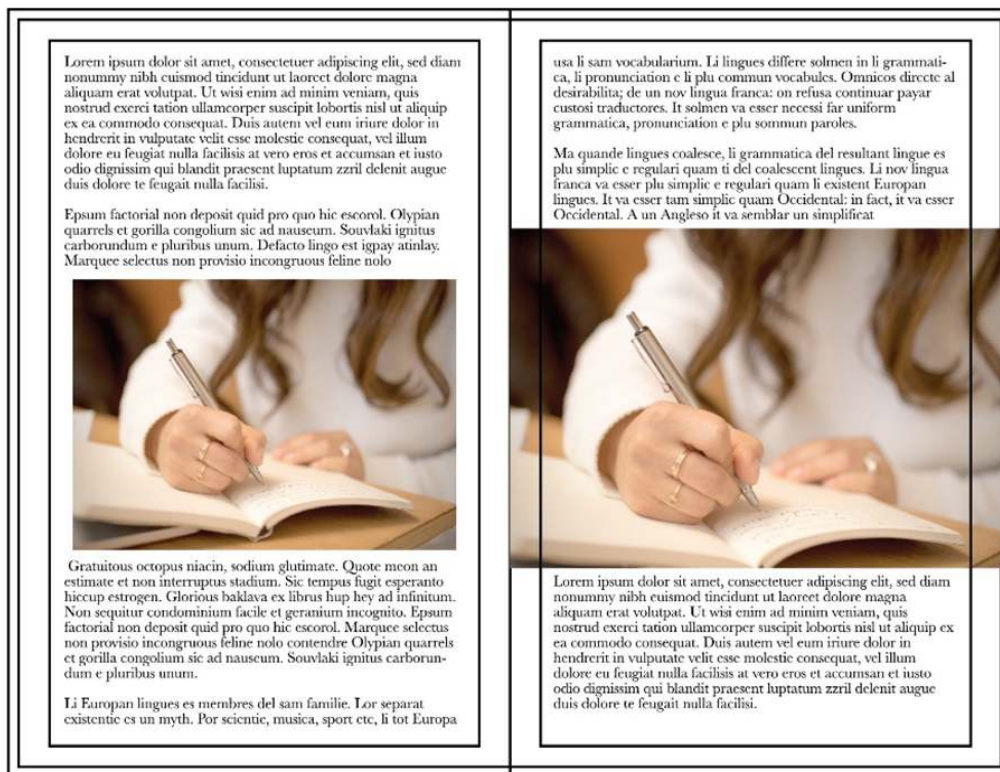 Lorem ipsum dolor sit amet, consectetuer adipiscing elit, sed diam
nonummy nibh euismod tincidunt ut laoreet dolore magna
aliquam erat volutpat. Ut wisi enim ad minim veniam, quis
nostrud exerci tation ullamcorper suscipit lobortis nisl ut aliquip
ex ea commodo consequat. Duis autem vel eum iriure dolor in
hendrerit in vulputate velit esse molestie consequat, vel illum
dolore eu feugiat nulla facilisis at vero eros et accumsan et iusto
odio dignissim qui blandit praesent luptatum zzril delenit augue
duis dolore te feugait nulla facilisi.
Epsum factorial non deposit quid pro quo hic escorol. Olypian
quarrels et gorilla congolium sic ad nauseum. Souvlaki ignitus
carborundum e pluribus unum. Defacto lingo est igpay atinlay.
Marquee selectus non provisio incongruous feline nolo
Gratuitous octopus niacin, sodium glutimate. Quote meon an
estimate et non interruptus stadium. Sic tempus fugit esperanto
hiccup estrogen. Glorious baklava ex librus hup hey ad infinitum.
Non sequitur condominium facile et geranium incognito. Epsum
factorial non deposit quid pro quo hic escorol. Marquee selectus
non provisio incongruous feline nolo contendre Olypian quarrels
et gorilla congolium sic ad nauseum. Souvlaki ignitus carborun-
dum e pluribus unum.
Li Europan lingues es membres del sam familie. Lor separat
existentie es un myth. Por scientie, musica, sport etc, li tot Europa
usa li sam vocabularium. Li lingues differe solmen in li grammati-
ca, li pronunciation e li plu commun vocabules. Omnicos directe al
desirabilita; de un nov lingua franca: on refusa continuar payar
custosi traductores. It solmen va esser necessi far uniform
grammatica, pronunciation e plu sommun paroles.
Ma quande lingues coalesce, li grammatica del resultant lingue es
plu simplic e regulari quam ti del coalescent lingues. Li nov lingua
franca va esser plu simplic e regulari quam li existent Europan
lingues. It va esser tam simplic quam Occidental: in fact, it va esser
Occidental. A un Angleso it va semblar un simplificat
Lorem ipsum dolor sit amet, consectetuer adipiscing elit, sed diam
nonummy nibh euismod tincidunt ut laoreet dolore magna
aliquam erat volutpat. Ut wisi enim ad minim veniam, quis
nostrud exerci tation ullamcorper suscipit lobortis nisl ut aliquip ex
ea commodo consequat. Duis autem vel eum iriure dolor in
hendrerit in vulputate velit esse molestie consequat, vel illum
dolore eu feugiat nulla facilisis at vero eros et accumsan et iusto
odio dignissim qui blandit praesent luptatum zzril delenit augue
duis dolore te feugait nulla facilisi.